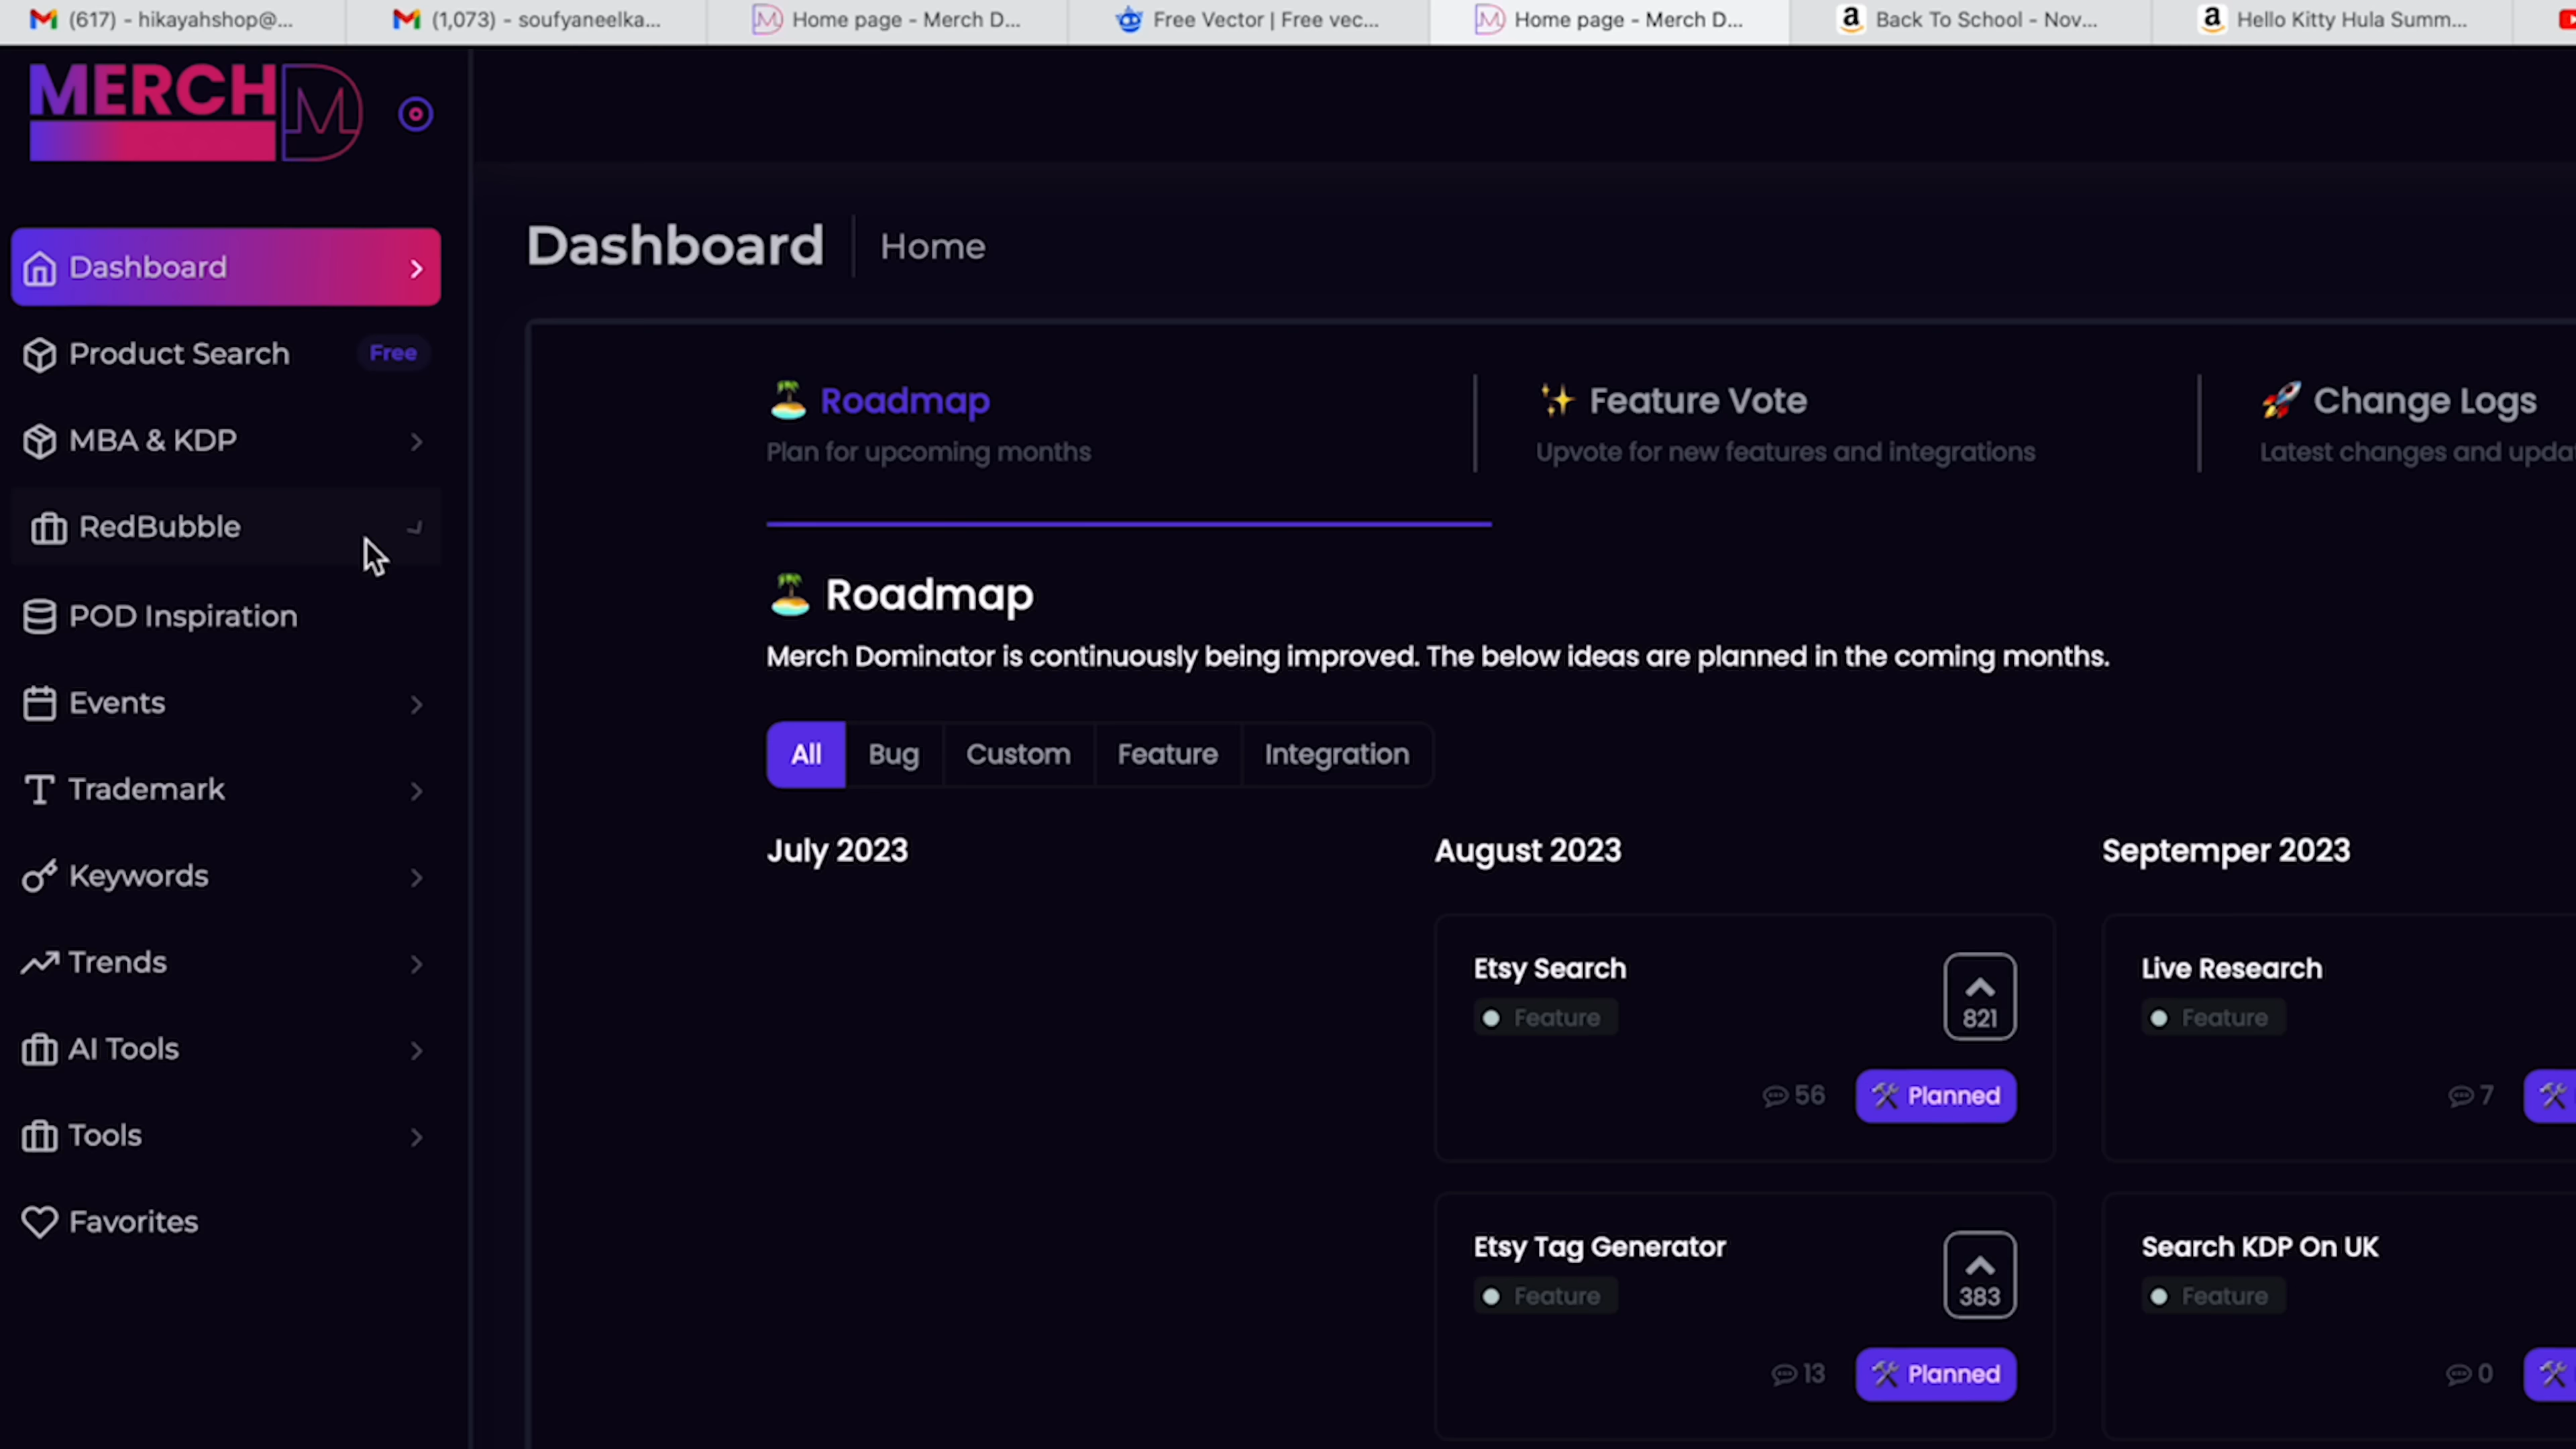 (617) - hikayahshop@...
(1,073) - soufyaneelka...
Home page - Merch D...
Free Vector | Free vec...
Home page - Merch D...
Back To School - Nov...
Hello Kitty Hula Summ...
MERCH
Dashboard
Product Search Free
MBA & KDP
RedBubble
POD Inspiration
Events
Trademark
Keywords
Trends
AI Tools
Tools
Favorites
Dashboard Home
Roadmap
Plan for upcoming months
Feature Vote
Upvote for new features and integrations
Change Logs
Latest changes and upda
Roadmap
Merch Dominator is continuously being improved. The below ideas are planned in the coming months.
All Bug Custom Feature Integration
July 2023
August 2023
Septemper 2023
Etsy Search
Feature
821
56 Planned
Live Research
Feature
7
Etsy Tag Generator
Feature
383
13 Planned
Search KDP On UK
Feature
0